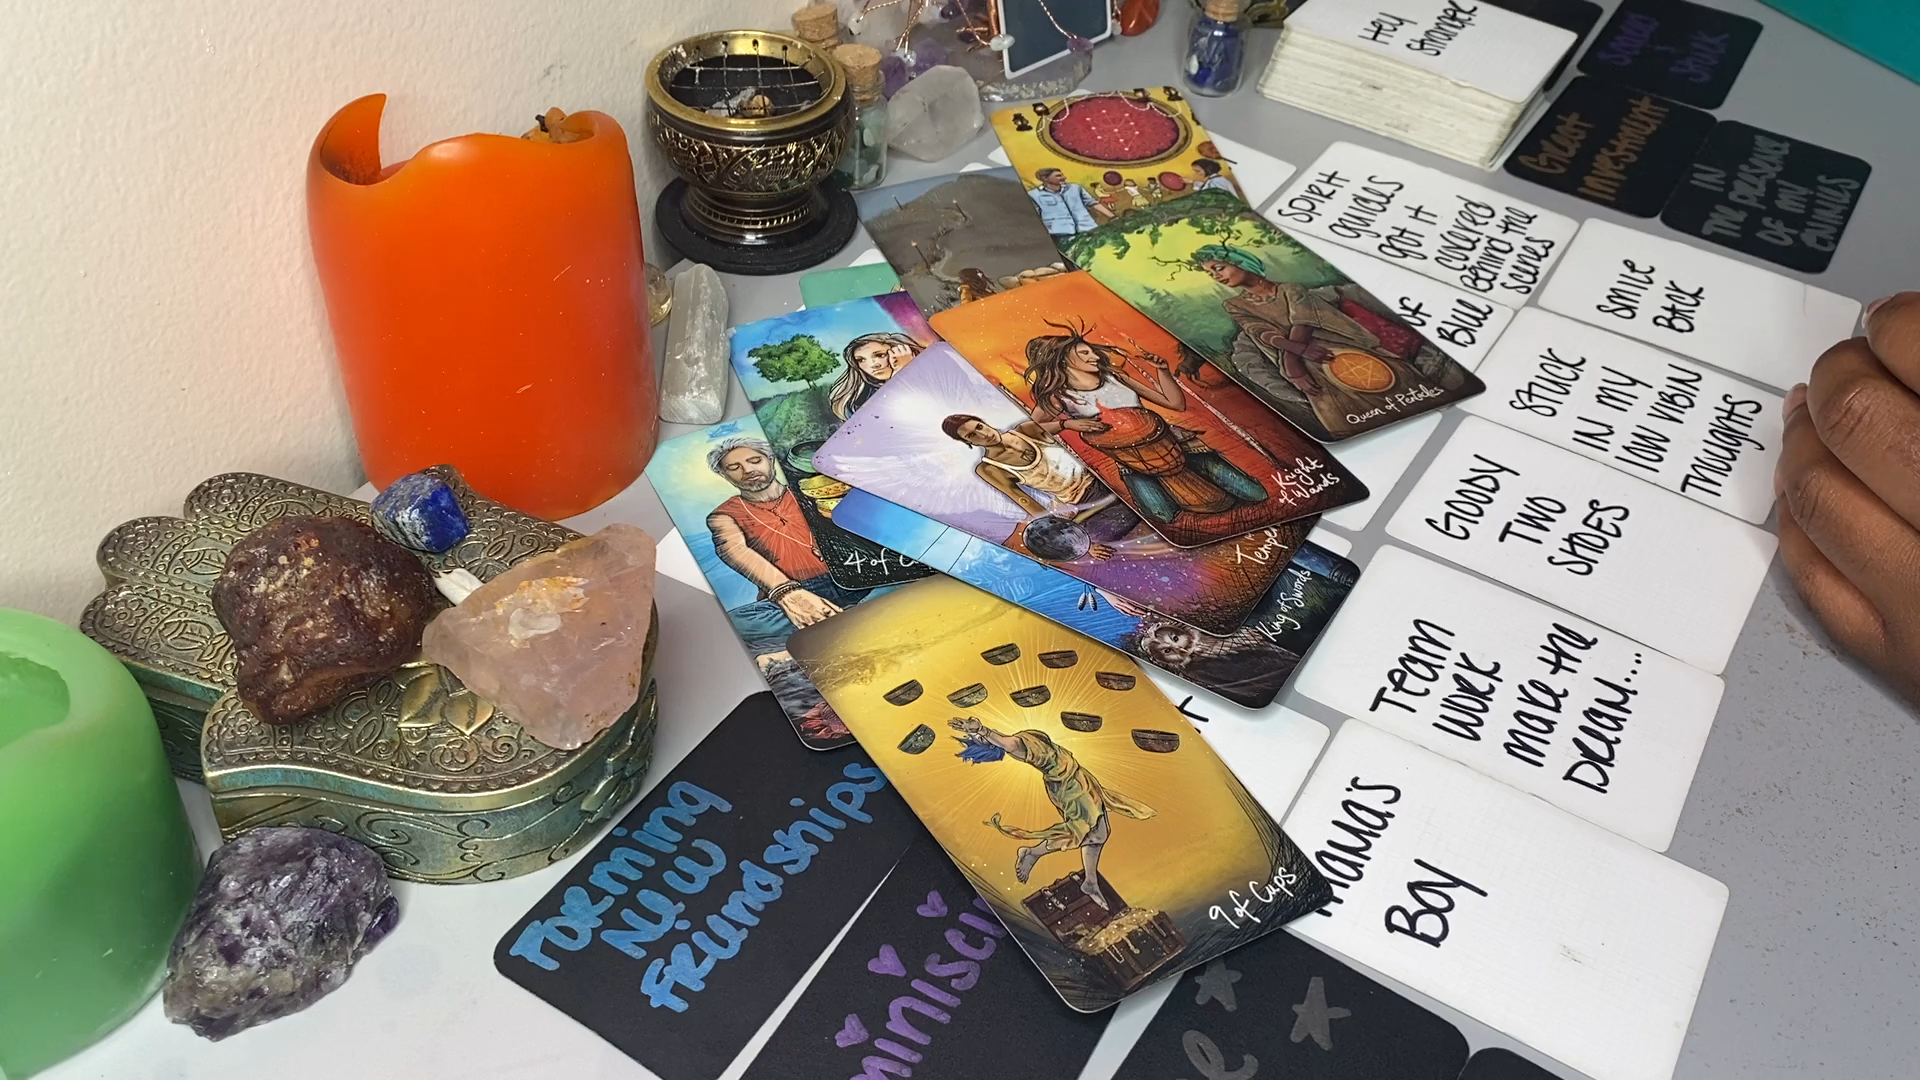 Hey
stranger
Great
investment
IN
The presence
OF my
Enimies
Spirit
guides
got it
covered
Behind the
scenes
OF
Blue
Smile
Back
STUCK
IN my
low vibin
Thoughts
Goody
Two
Shoes
Team
work
make the
Dream...
Mama's
Boy
Queen of Pentacles
Knight
of Wands
King of Swords
4 of
9 of Cups
Forming
New
Friendships